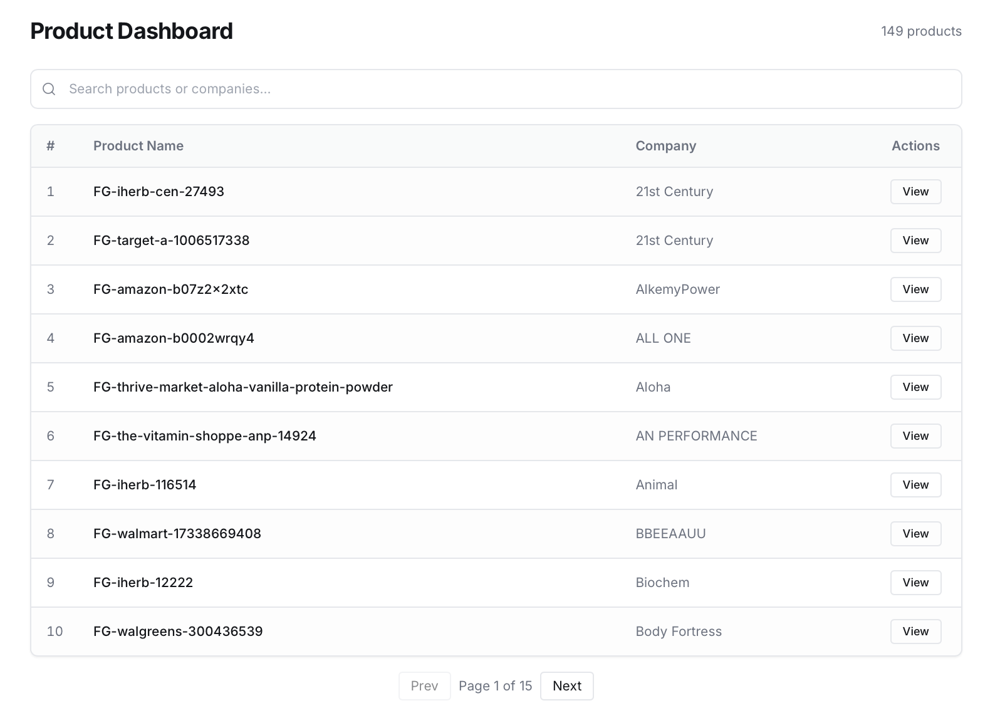 Product Dashboard
149 products
Search products or companies...
# Product Name Company Actions
1 FG-iherb-cen-27493 21st Century View
2 FG-target-a-1006517338 21st Century View
3 FG-amazon-b07z2×2xtc AlkemyPower View
4 FG-amazon-b0002wrqy4 ALL ONE View
5 FG-thrive-market-aloha-vanilla-protein-powder Aloha View
6 FG-the-vitamin-shoppe-anp-14924 AN PERFORMANCE View
7 FG-iherb-116514 Animal View
8 FG-walmart-17338669408 BBEEAAUU View
9 FG-iherb-12222 Biochem View
10 FG-walgreens-300436539 Body Fortress View
Prev Page 1 of 15 Next